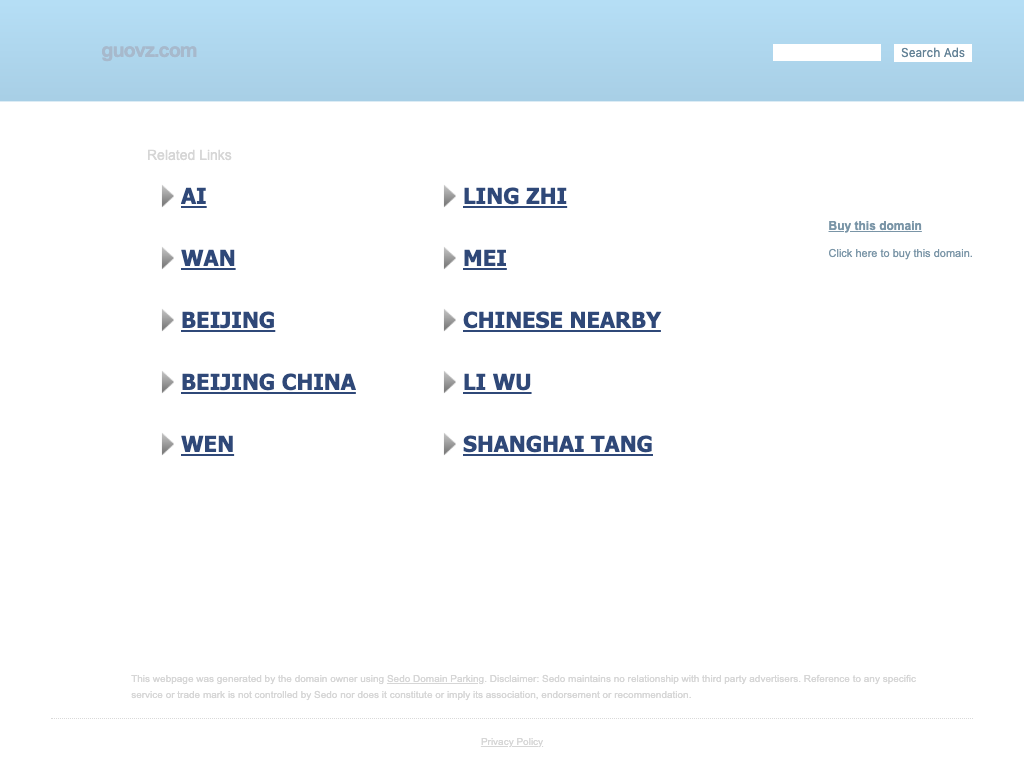 guovz.com
Search Ads
Related Links
AI
LING ZHI
WAN
MEI
BEIJING
CHINESE NEARBY
BEIJING CHINA
LI WU
WEN
SHANGHAI TANG
Buy this domain
Click here to buy this domain.
This webpage was generated by the domain owner using Sedo Domain Parking. Disclaimer: Sedo maintains no relationship with third party advertisers. Reference to any specific
service or trade mark is not controlled by Sedo nor does it constitute or imply its association, endorsement or recommendation.
Privacy Policy